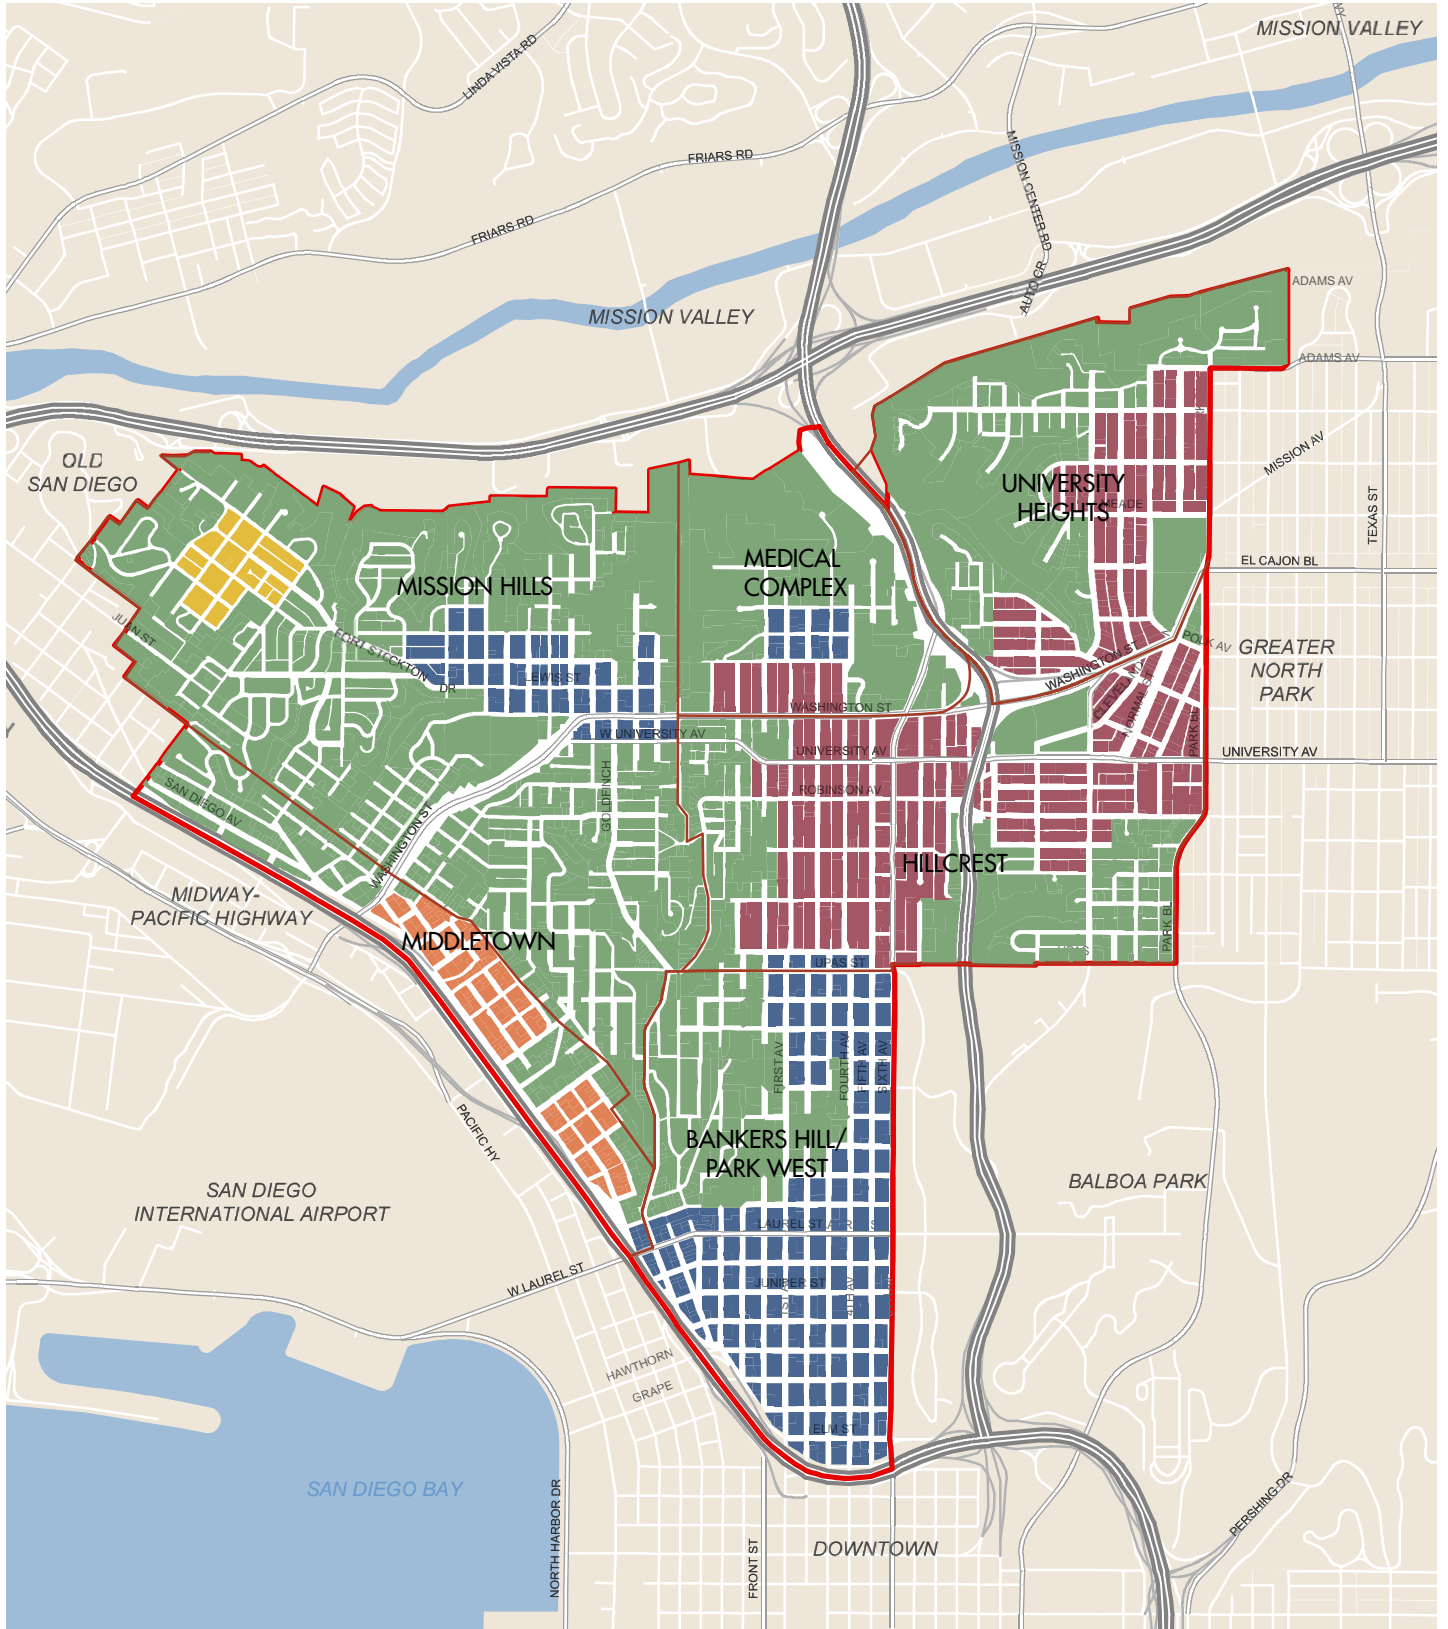 MISSION VALLEY
LINDA VISTA RD
FRIARS RD
MISSION CENTER RD
FRIARS RD
AUTO CR
ADAMS AV
MISSION VALLEY
ADAMS AV
OLD
SAN DIEGO
MISSION AV
UNIVERSITY
HEIGHTS
MEADE
TEXAS ST
MEDICAL
COMPLEX
EL CAJON BL
MISSION HILLS
JUAN ST
FORT STOCKTON
DR
LEWIS ST
POLK AV
GREATER
NORTH
PARK
WASHINGTON ST
CLEVELAND
NORMAL ST
WASHINGTON ST
W UNIVERSITY AV
UNIVERSITY AV
PARK BL
UNIVERSITY AV
SAN DIEGO AV
GOLDFINCH
ROBINSON AV
WASHINGTON ST
HILLCREST
MIDWAY-
PACIFIC HIGHWAY
MIDDLETOWN
PARK BL
UPAS ST
FIRST AV
FOURTH AV
FIFTH AV
SIXTH AV
PACIFIC HY
BANKERS HILL/
PARK WEST
BALBOA PARK
SAN DIEGO
INTERNATIONAL AIRPORT
LAUREL ST
W LAUREL ST
JUNIPER ST
4TH AV
HAWTHORN
GRAPE
ELM ST
SAN DIEGO BAY
NORTH HARBOR DR
FRONT ST
DOWNTOWN
PERSHING DR